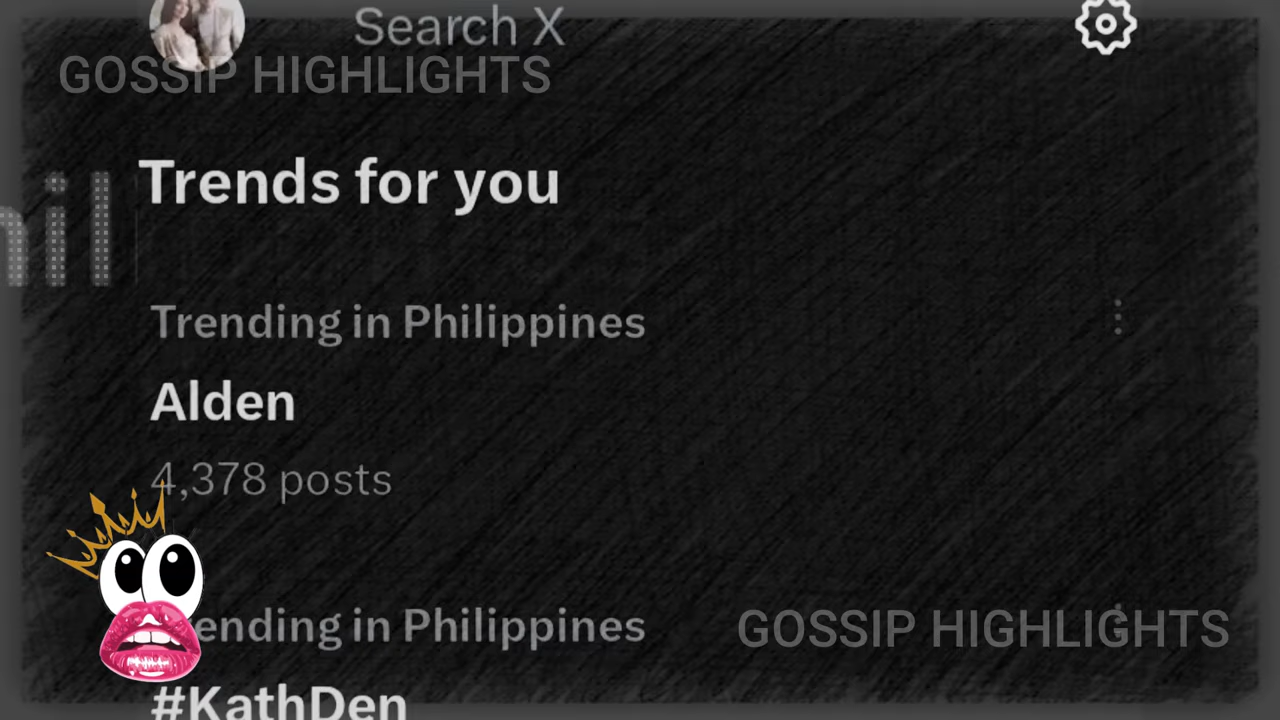 Search X
GOSSIP HIGHLIGHTS
Trends for you
Trending in Philippines
Alden
4,378 posts
ending in Philippines
GOSSIP HIGHLIGHTS
#KathDen